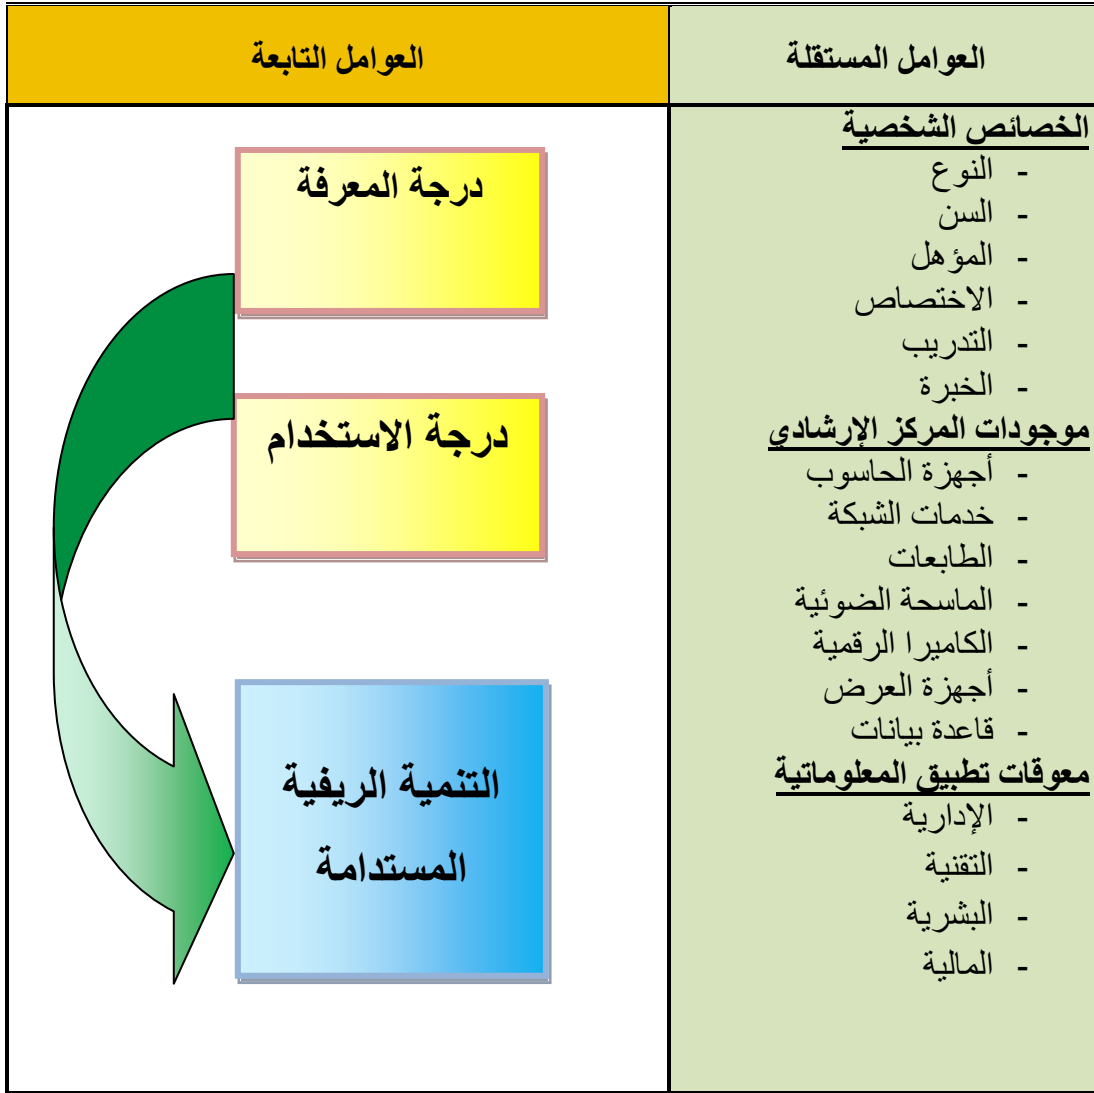 العوامل المستقلة
العوامل التابعة
الخصائص الشخصية
- النوع
- السن
- المؤهل
- الاختصاص
- التدريب
- الخبرة
موجودات المركز الإرشادي
- أجهزة الحاسوب
- خدمات الشبكة
- الطابعات
- الماسحة الضوئية
- الكاميرا الرقمية
- أجهزة العرض
- قاعدة بيانات
معوقات تطبيق المعلوماتية
- الإدارية
- التقنية
- البشرية
- المالية
درجة المعرفة
درجة الاستخدام
التنمية الريفية
المستدامة